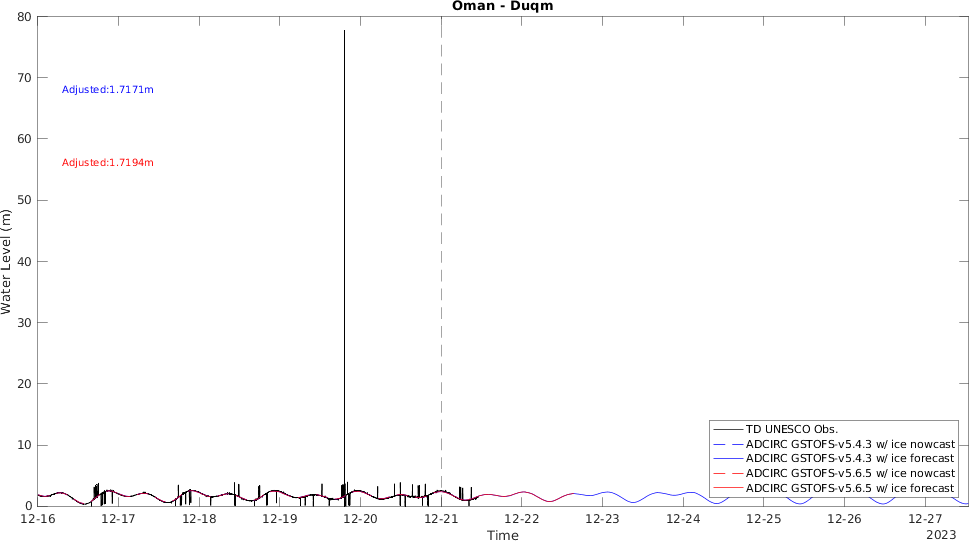 Oman - Duqm
80
70
60
50
40
30
20
10
0
Water Level (m)
Adjusted:1.7171m
Adjusted:1.7194m
TD UNESCO Obs.
ADCIRC GSTOFS-v5.4.3 w/ ice nowcast
ADCIRC GSTOFS-v5.4.3 w/ ice forecast
ADCIRC GSTOFS-v5.6.5 w/ ice nowcast
ADCIRC GSTOFS-v5.6.5 w/ ice forecast
12-16 12-17 12-18 12-19 12-20 12-21 12-22 12-23 12-24 12-25 12-26 12-27
Time
2023